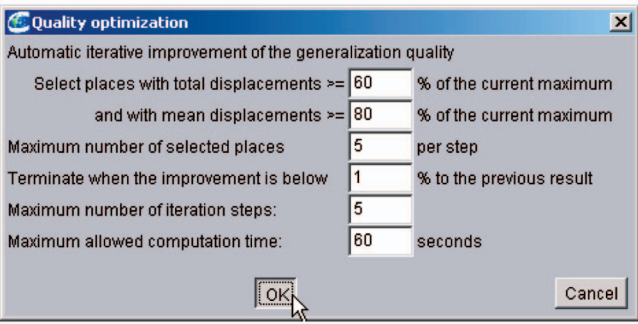 Quality optimization
Automatic iterative improvement of the generalization quality
Select places with total displacements >= 60 % of the current maximum
and with mean displacements >= 80 % of the current maximum
Maximum number of selected places 5 per step
Terminate when the improvement is below 1 % to the previous result
Maximum number of iteration steps: 5
Maximum allowed computation time: 60 seconds
OK Cancel